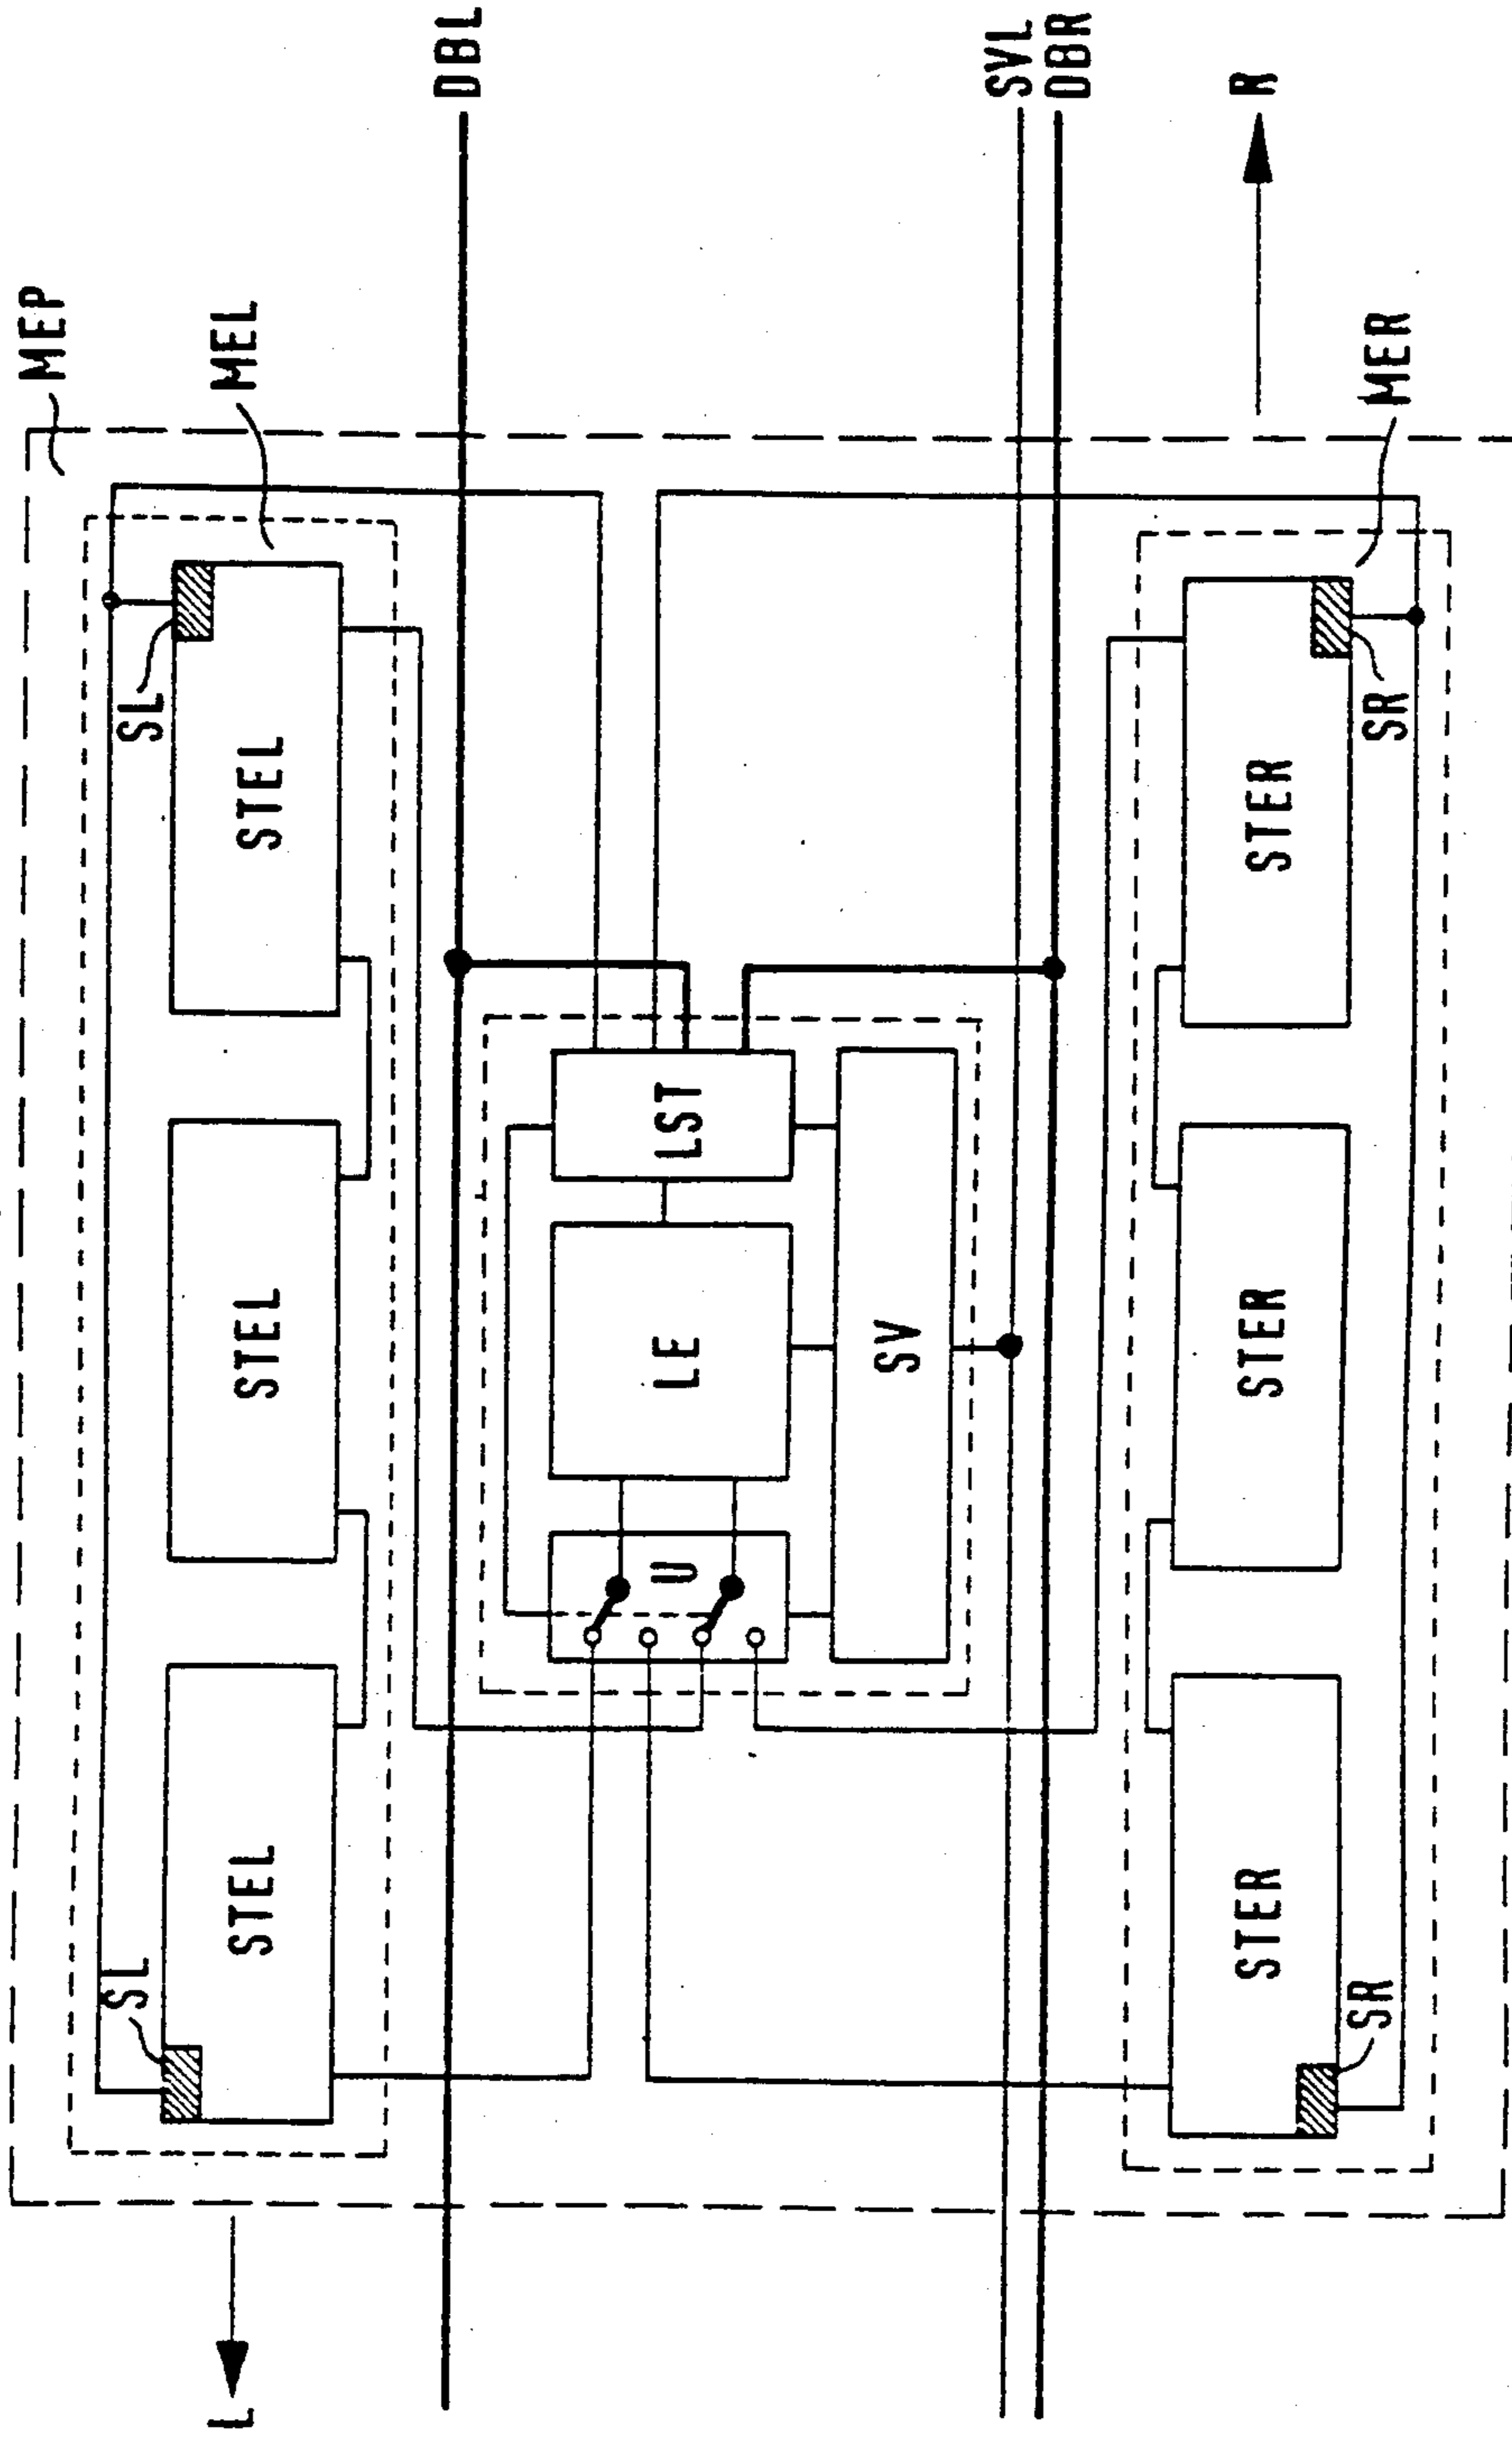 MEP
SL
SL
MEL
L
STEL
STEL
STEL
DBL
U
LE
LST
SV
SVL
DBR
STER
STER
STER
R
SR
SR
MER